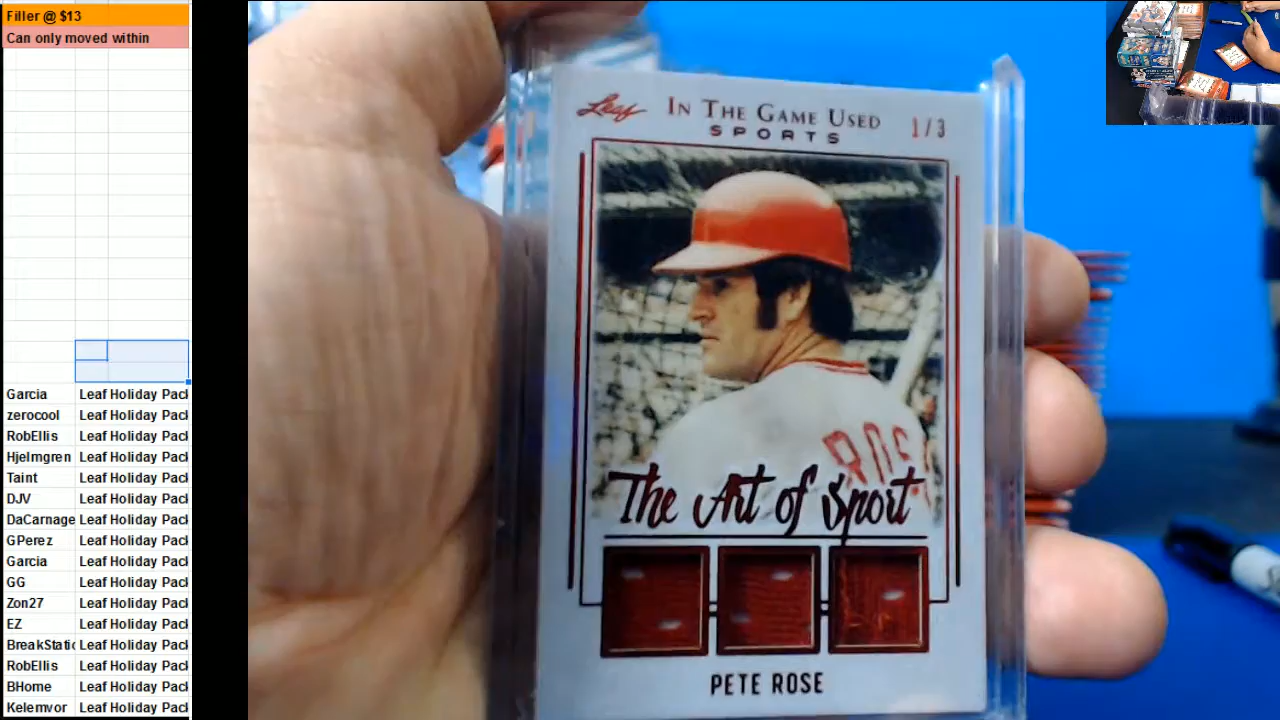 Filler @ $13
Can only moved within
Garcia Leaf Holiday Pack
zerocool Leaf Holiday Pack
RobEllis Leaf Holiday Pack
Hjelmgren Leaf Holiday Pack
Taint Leaf Holiday Pack
DJV Leaf Holiday Pack
DaCarnage Leaf Holiday Pack
GPerez Leaf Holiday Pack
Garcia Leaf Holiday Pack
GG Leaf Holiday Pack
Zon27 Leaf Holiday Pack
EZ Leaf Holiday Pack
BreakStatic Leaf Holiday Pack
RobEllis Leaf Holiday Pack
BHome Leaf Holiday Pack
Kelemvor Leaf Holiday Pack
Leaf
IN THE GAME USED
SPORTS
1/3
ROS
The Art of Sport
PETE ROSE